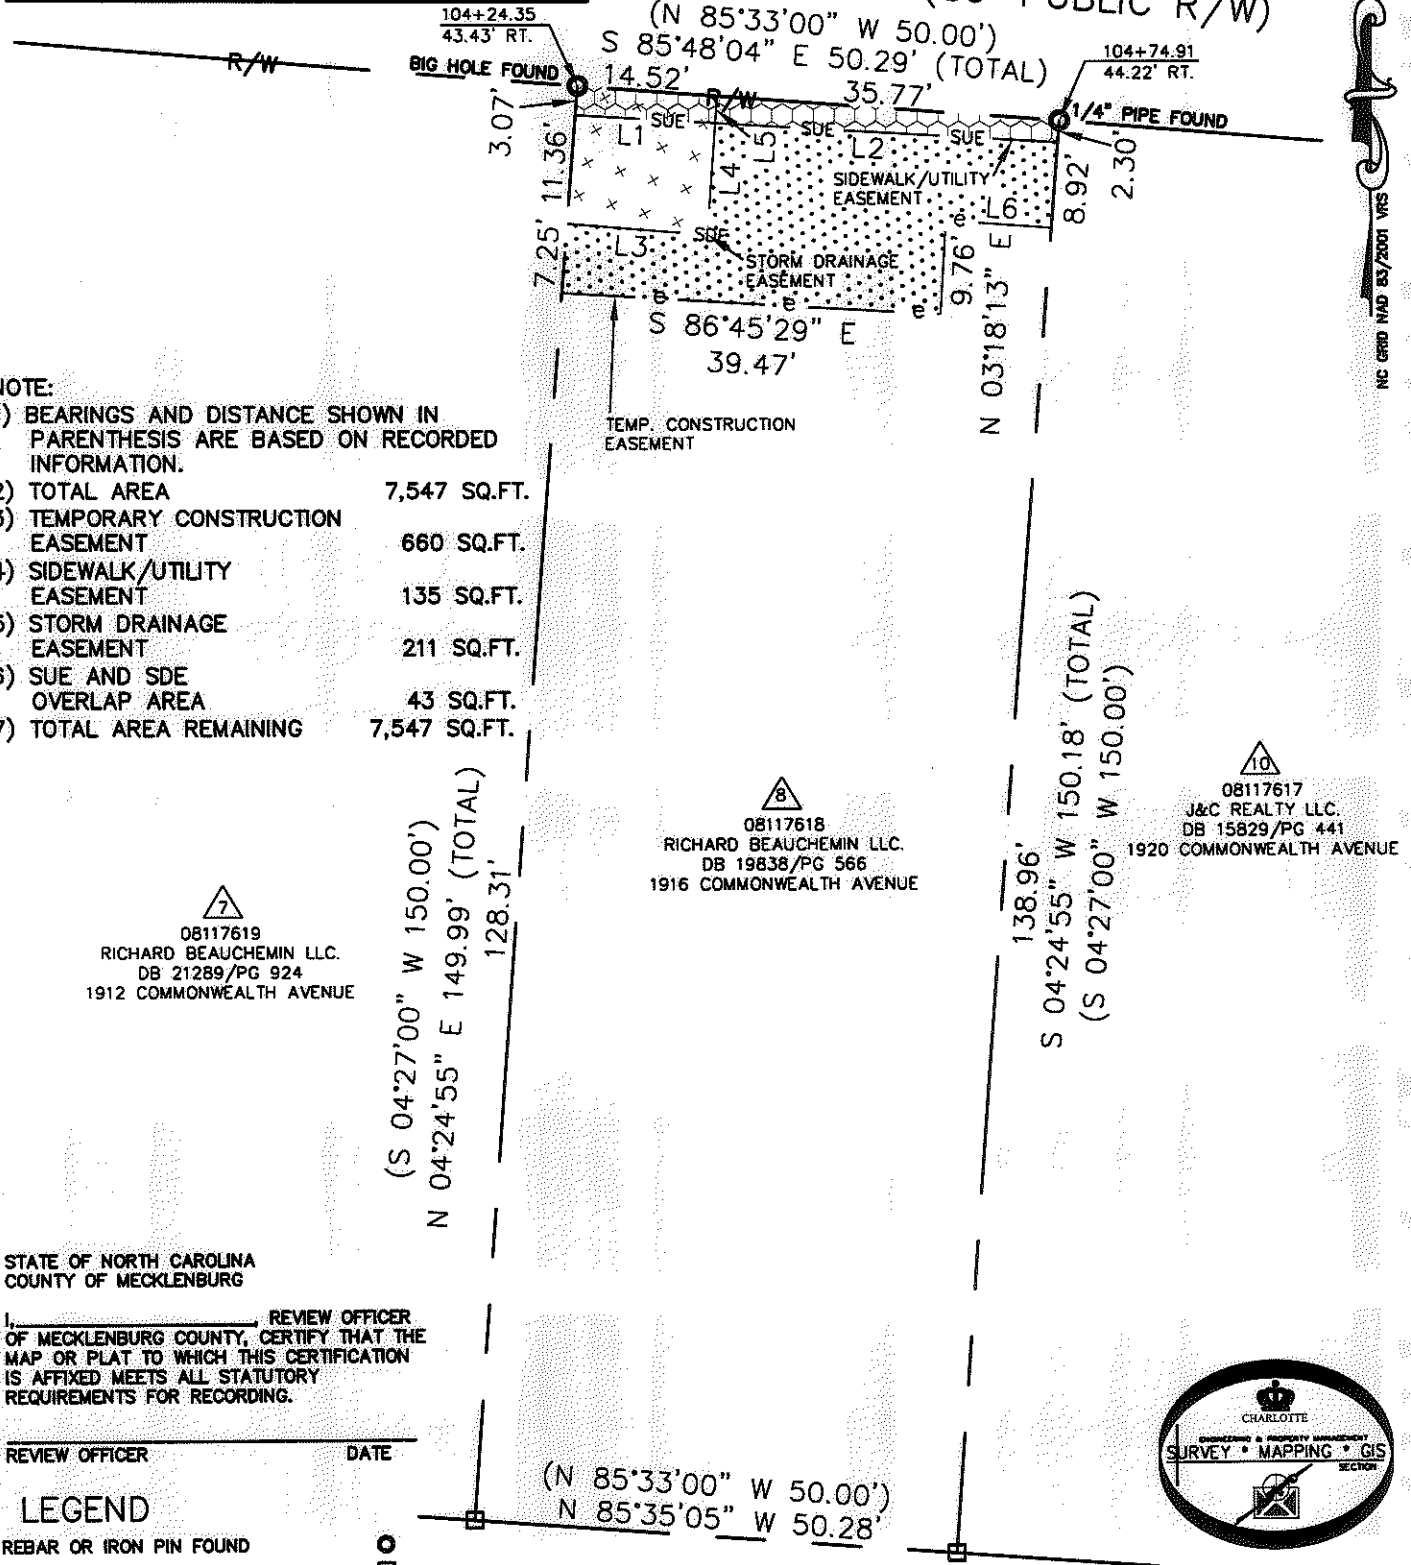 PUBLIC R/W)
(N 85°33'00" W 50.00')
S 85°48'04" E 50.29' (TOTAL)
104+24.35
43.43' RT.
104+74.91
44.22' RT.
R/W
BIG HOLE FOUND
14.52'
R/W
35.77'
1/4" PIPE FOUND
3.07'
11.36'
7.25'
SUE
SUE
SUE
L1
L5
L2
L4
L3
L6
SIDEWALK/UTILITY
EASEMENT
8.92'
2.30'
SDE
STORM DRAINAGE
EASEMENT
9.76'
e
e
e
e
N 03°18'13" E
S 86°45'29" E
39.47'
TEMP. CONSTRUCTION
EASEMENT
NC GRID NAD 83/2001 VRS
NOTE:
) BEARINGS AND DISTANCE SHOWN IN
PARENTHESIS ARE BASED ON RECORDED
INFORMATION.
2) TOTAL AREA 7,547 SQ.FT.
3) TEMPORARY CONSTRUCTION
EASEMENT 660 SQ.FT.
4) SIDEWALK/UTILITY
EASEMENT 135 SQ.FT.
5) STORM DRAINAGE
EASEMENT 211 SQ.FT.
6) SUE AND SDE
OVERLAP AREA 43 SQ.FT.
7) TOTAL AREA REMAINING 7,547 SQ.FT.
(S 04°27'00" W 150.00')
N 04°24'55" E 149.99' (TOTAL)
128.31'
138.96'
S 04°24'55" W 150.18' (TOTAL)
(S 04°27'00" W 150.00')
7
08117619
RICHARD BEAUCHEMIN LLC.
DB 21289/PG 924
1912 COMMONWEALTH AVENUE
8
08117618
RICHARD BEAUCHEMIN LLC.
DB 19838/PG 566
1916 COMMONWEALTH AVENUE
10
08117617
J&C REALTY LLC.
DB 15829/PG 441
1920 COMMONWEALTH AVENUE
STATE OF NORTH CAROLINA
COUNTY OF MECKLENBURG
I, REVIEW OFFICER
OF MECKLENBURG COUNTY, CERTIFY THAT THE
MAP OR PLAT TO WHICH THIS CERTIFICATION
IS AFFIXED MEETS ALL STATUTORY
REQUIREMENTS FOR RECORDING.
REVIEW OFFICER DATE
LEGEND
REBAR OR IRON PIN FOUND
(N 85°33'00" W 50.00')
N 85°35'05" W 50.28'
CHARLOTTE
ENGINEERING & PROPERTY MANAGEMENT
SURVEY * MAPPING * GIS
SECTION